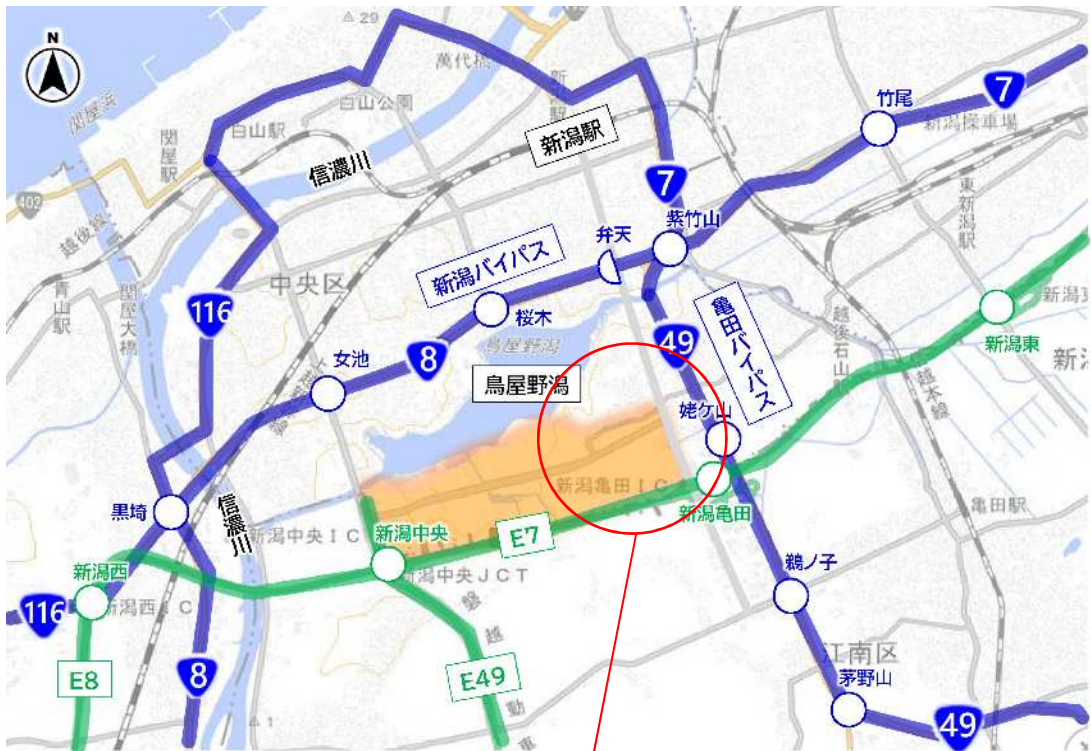 N
29
萬代橋
関屋浜
白山公園
白山駅
関屋駅
新潟駅
信濃川
402
越後線
7
竹尾
新潟操車場
7
東新潟駅
紫竹山
弁天
新潟バイパス
中央区
青山駅
関屋大橋
116
桜木
8
鳥屋野潟
鳥屋野潟
女池
49
亀田バイパス
越後石山駅
新潟東
姥ケ山
新潟亀田IC
新潟亀田
亀田駅
黒埼
信濃川
新潟中央IC
新潟中央
E7
新潟中央JCT
新潟西
新潟西IC
116
鵜ノ子
E8
8
E49
江南区
茅野山
49
1